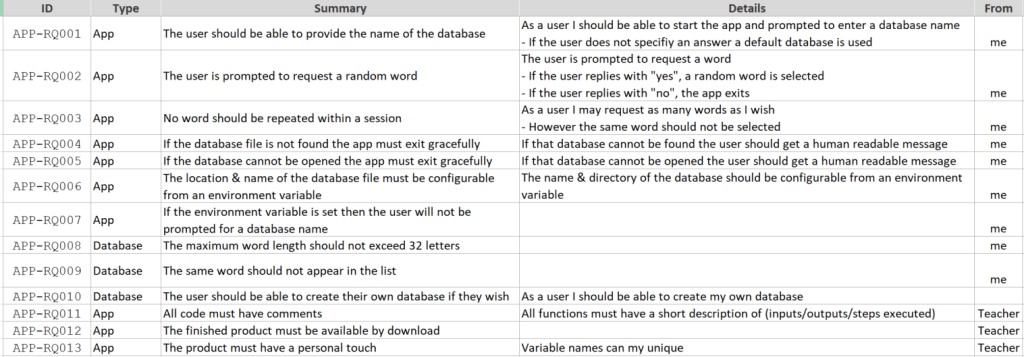 ID Type Summary Details From
APP-RQ001 App The user should be able to provide the name of the database As a user I should be able to start the app and prompted to enter a database name
- If the user does not specifiy an answer a default database is used me
APP-RQ002 App The user is prompted to request a random word The user is prompted to request a word
- If the user replies with "yes", a random word is selected
- If the user replies with "no", the app exits me
APP-RQ003 App No word should be repeated within a session As a user I may request as many words as I wish
- However the same word should not be selected me
APP-RQ004 App If the database file is not found the app must exit gracefully If that database cannot be found the user should get a human readable message me
APP-RQ005 App If the database cannot be opened the app must exit gracefully If that database cannot be opened the user should get a human readable message me
APP-RQ006 App The location & name of the database file must be configurable
from an environment variable The name & directory of the database should be configurable from an environment
variable me
APP-RQ007 App If the environment variable is set then the user will not be
prompted for a database name me
APP-RQ008 Database The maximum word length should not exceed 32 letters me
APP-RQ009 Database The same word should not appear in the list me
APP-RQ010 Database The user should be able to create their own database if they wish As a user I should be able to create my own database
APP-RQ011 App All code must have comments All functions must have a short description of (inputs/outputs/steps executed) Teacher
APP-RQ012 App The finished product must be available by download Teacher
APP-RQ013 App The product must have a personal touch Variable names can my unique Teacher